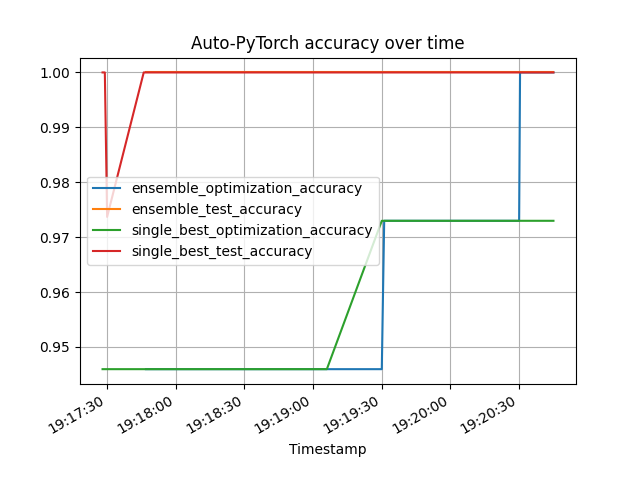 Auto-PyTorch accuracy over time
1.00
0.99
0.98
0.97
0.96
0.95
ensemble_optimization_accuracy
ensemble_test_accuracy
single_best_optimization_accuracy
single_best_test_accuracy
19:17:30
19:18:00
19:18:30
19:19:00
19:19:30
19:20:00
19:20:30
Timestamp